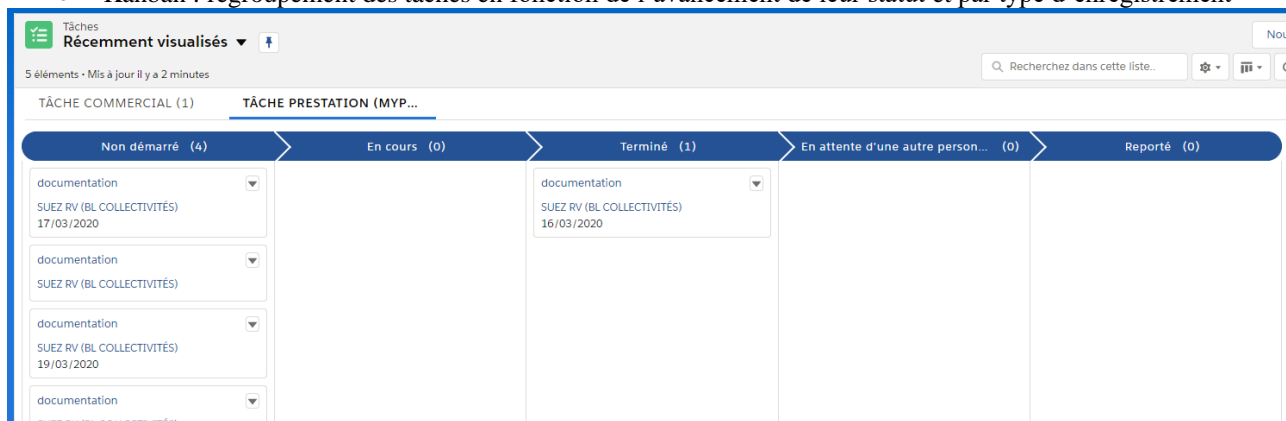 Kanban : regroupement des tâches en fonction de l'avancement de leur statut et par type d'enregistrement
Tâches
Récemment visualisés
Nou
5 éléments • Mis à jour il y a 2 minutes
Recherchez dans cette liste..
TÂCHE COMMERCIAL (1)
TÂCHE PRESTATION (MYP...
Non démarré (4)
En cours (0)
Terminé (1)
En attente d'une autre person... (0)
Reporté (0)
documentation
SUEZ RV (BL COLLECTIVITÉS)
17/03/2020
documentation
SUEZ RV (BL COLLECTIVITÉS)
documentation
SUEZ RV (BL COLLECTIVITÉS)
19/03/2020
documentation
documentation
SUEZ RV (BL COLLECTIVITÉS)
16/03/2020